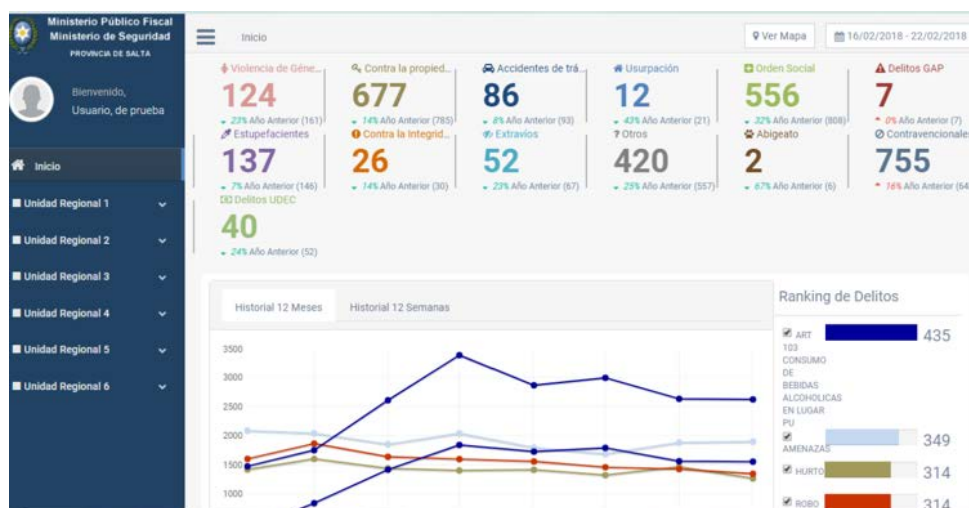 Ministerio Público Fiscal
Ministerio de Seguridad
PROVINCIA DE SALTA
Bienvenido,
Usuario, de prueba
Inicio
Unidad Regional 1
Unidad Regional 2
Unidad Regional 3
Unidad Regional 4
Unidad Regional 5
Unidad Regional 6
Inicio
Ver Mapa
16/02/2018 - 22/02/2018
Violencia de Géne...
124
23% Año Anterior (161)
Contra la propied...
677
14% Año Anterior (785)
Accidentes de trá...
86
8% Año Anterior (93)
Usurpación
12
43% Año Anterior (21)
Orden Social
556
32% Año Anterior (808)
Delitos GAP
7
0% Año Anterior (7)
Estupefacientes
137
7% Año Anterior (146)
Contra la Integrid...
26
14% Año Anterior (30)
Extravíos
52
23% Año Anterior (67)
? Otros
420
25% Año Anterior (557)
Abigeato
2
67% Año Anterior (6)
Contravencionale
755
16% Año Anterior (64
Delitos UDEC
40
24% Año Anterior (52)
Historial 12 Meses
Historial 12 Semanas
3500
3000
2500
2000
1500
1000
Ranking de Delitos
ART
103
CONSUMO
DE
BEBIDAS
ALCOHOLICAS
EN LUGAR
PU
435
AMENAZAS
349
HURTO
314
ROBO
314